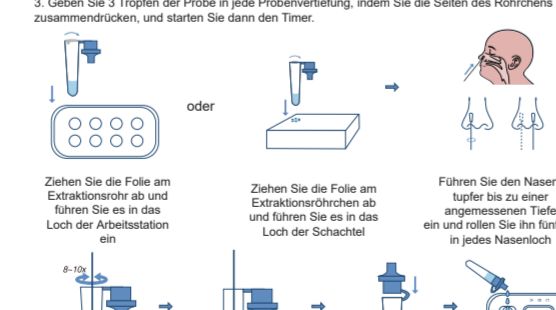 3. Geben Sie 3 Tropfen der Probe in jede Probenvertiefung, indem Sie die Seiten des Röhrchens
zusammendrücken, und starten Sie dann den Timer.
oder
Ziehen Sie die Folie am
Extraktionsrohr ab und
führen Sie es in das
Loch der Arbeitsstation
ein
Ziehen Sie die Folie am
Extraktionsröhrchen ab
und führen Sie es in das
Loch der Schachtel
Führen Sie den Nasen
tupfer bis zu einer
angemessenen Tiefe
ein und rollen Sie ihn fün
in jedes Nasenloch
8~10x